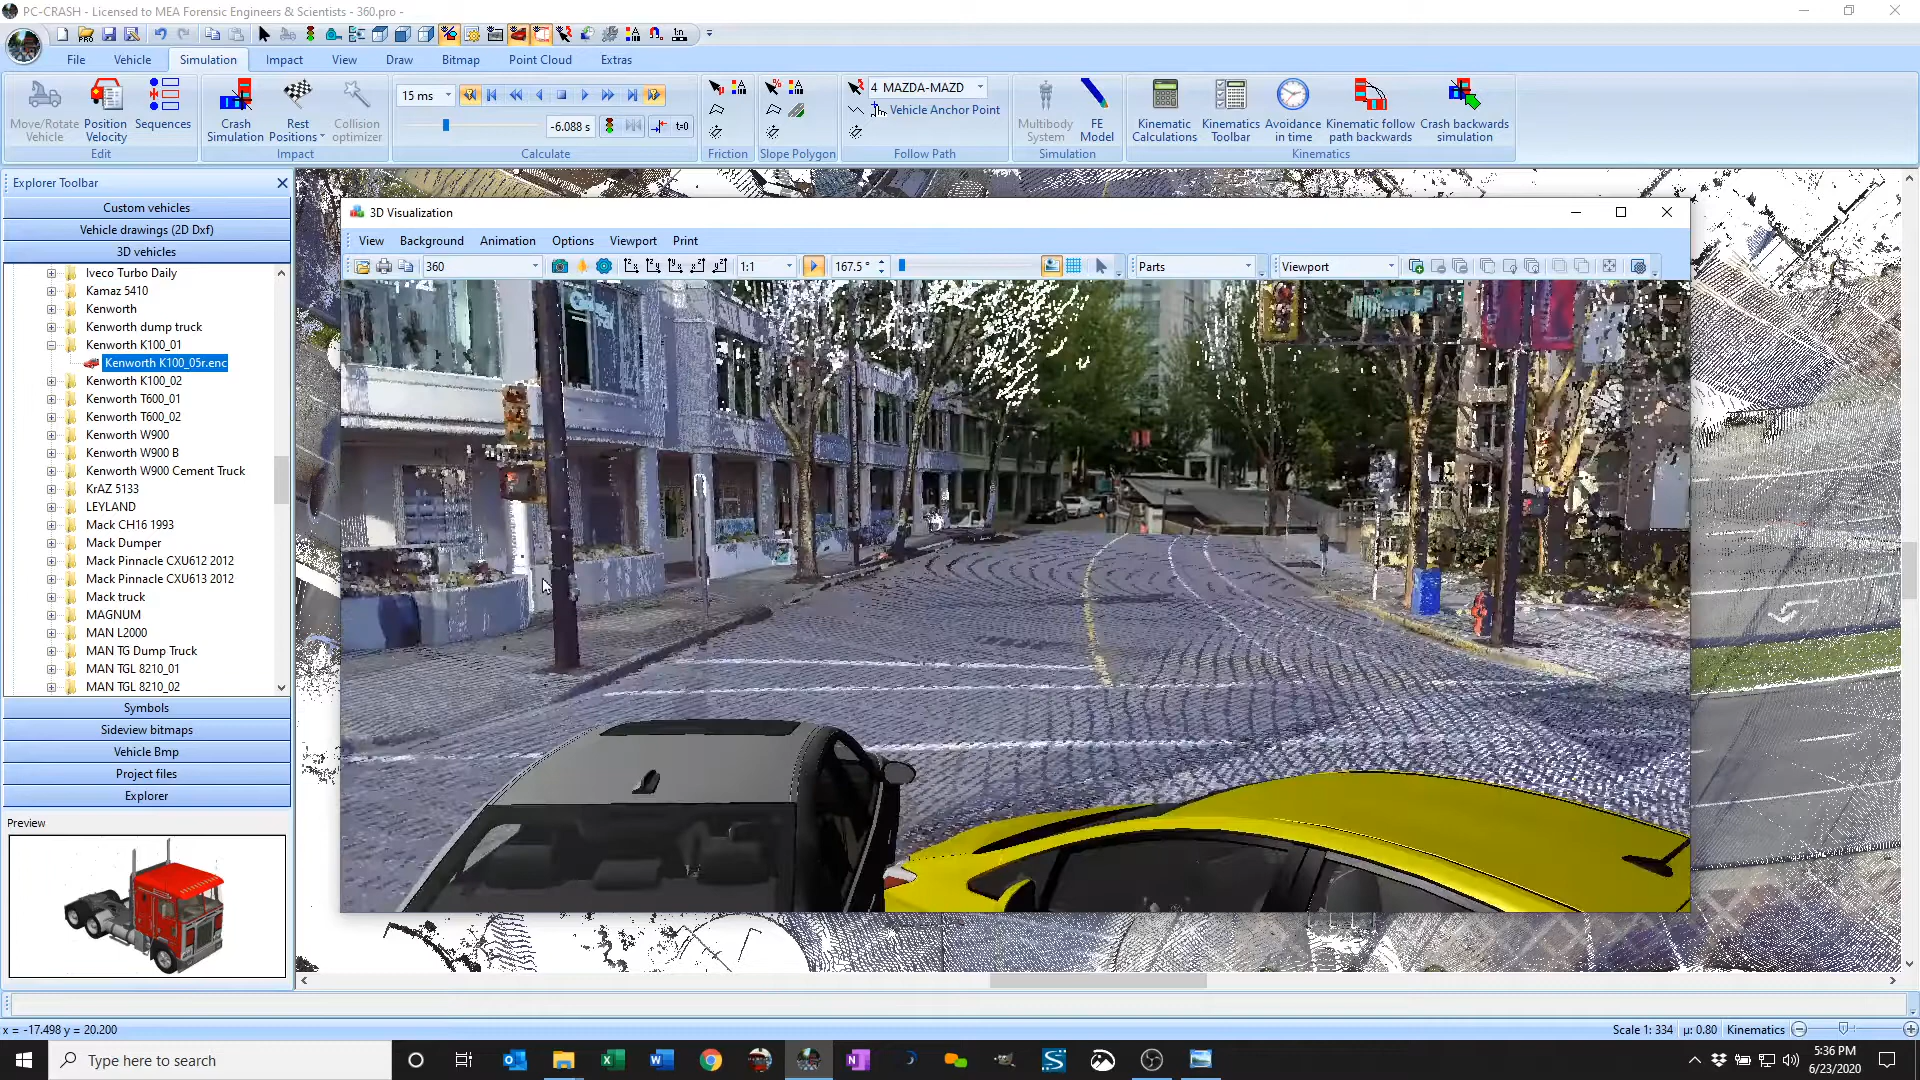 PC-CRASH - Licensed to MEA Forensic Engineers & Scientists - 360.pro -
File Vehicle Simulation Impact View Draw Bitmap Point Cloud Extras
Move/Rotate Vehicle
Position Velocity
Sequences
Edit
Crash Simulation
Rest Positions
Collision optimizer
Impact
15 ms
-6.088 s
t=0
Calculate
Friction
Slope Polygon
4 MAZDA-MAZD
Vehicle Anchor Point
Follow Path
Multibody System
FE Model
Simulation
Kinematic Calculations
Kinematics Toolbar
Avoidance in time
Kinematic follow path backwards
Crash backwards simulation
Kinematics
Explorer Toolbar
Custom vehicles
Vehicle drawings (2D Dxf)
3D vehicles
Iveco Turbo Daily
Kamaz 5410
Kenworth
Kenworth dump truck
Kenworth K100_01
Kenworth K100_05r.enc
Kenworth K100_02
Kenworth T600_01
Kenworth T600_02
Kenworth W900
Kenworth W900 B
Kenworth W900 Cement Truck
KrAZ 5133
LEYLAND
Mack CH16 1993
Mack Dumper
Mack Pinnacle CXU612 2012
Mack Pinnacle CXU613 2012
Mack truck
MAGNUM
MAN L2000
MAN TG Dump Truck
MAN TGL 8210_01
MAN TGL 8210_02
Symbols
Sideview bitmaps
Vehicle Bmp
Project files
Explorer
Preview
3D Visualization
View Background Animation Options Viewport Print
360
1:1
167.5 °
Parts
Viewport
x = -17.498 y = 20.200
Scale 1: 334 µ: 0.80 Kinematics
Type here to search
5:36 PM
6/23/2020